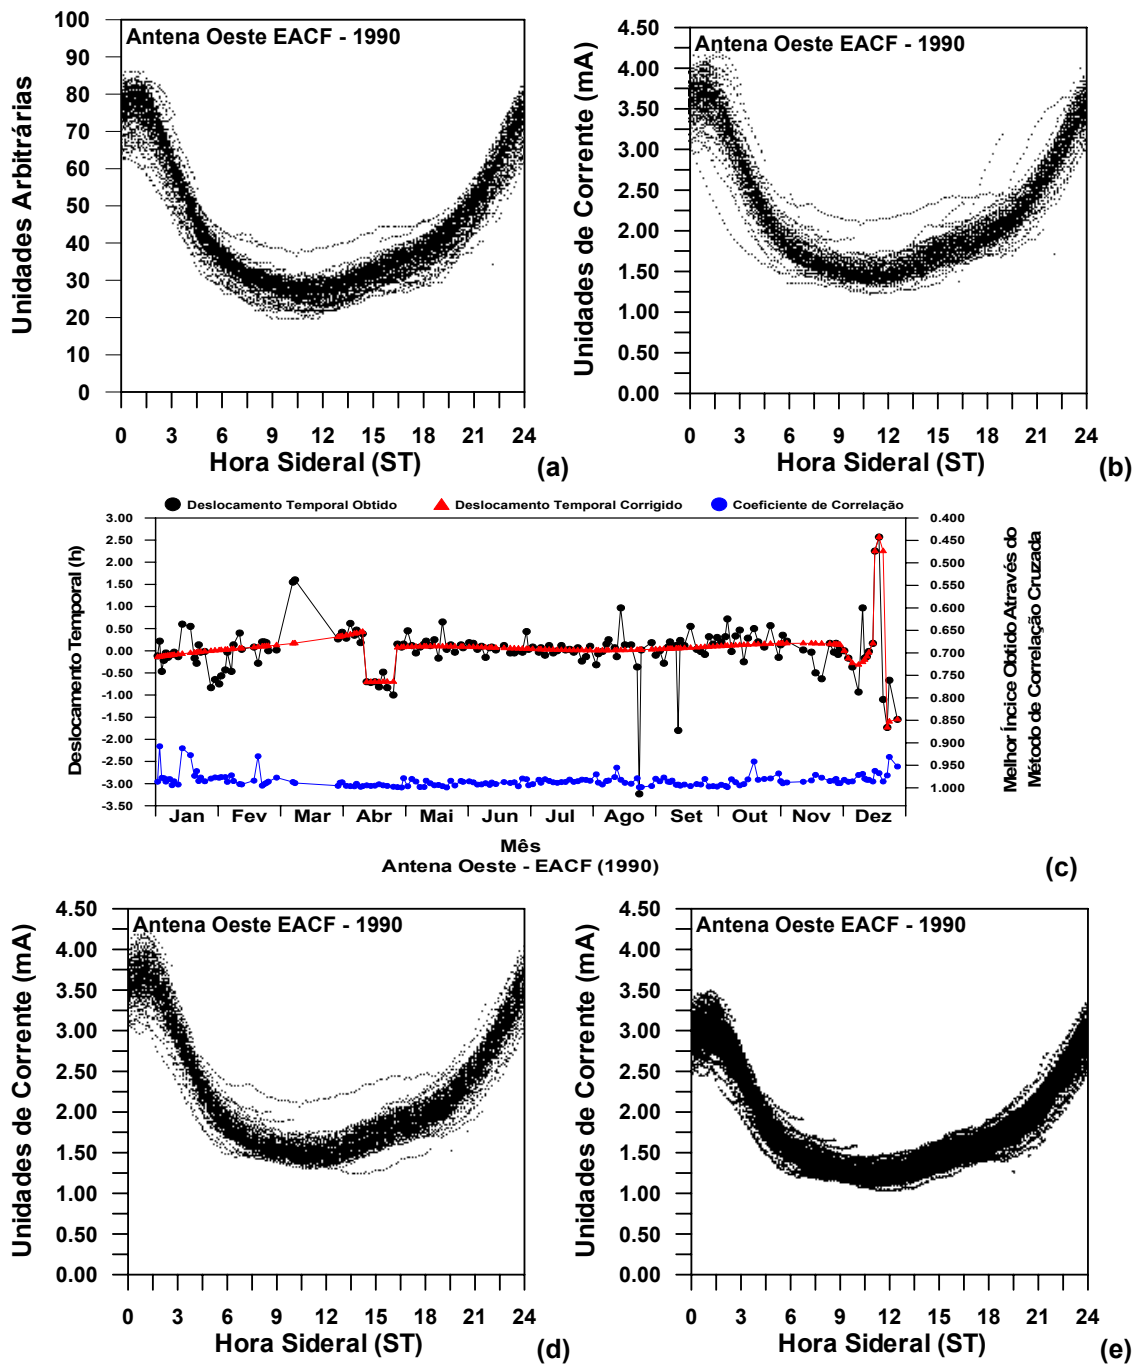 Antena Oeste EACF - 1990
Unidades Arbitrárias
100
90
80
70
60
50
40
30
20
10
0
0 3 6 9 12 15 18 21 24
Hora Sideral (ST)
(a)
Antena Oeste EACF - 1990
Unidades de Corrente (mA)
4.50
4.00
3.50
3.00
2.50
2.00
1.50
1.00
0.50
0.00
0 3 6 9 12 15 18 21 24
Hora Sideral (ST)
(b)
Deslocamento Temporal Obtido Deslocamento Temporal Corrigido Coeficiente de Correlação
Deslocamento Temporal (h)
3.00
2.50
2.00
1.50
1.00
0.50
0.00
-0.50
-1.00
-1.50
-2.00
-2.50
-3.00
-3.50
0.400
0.450
0.500
0.550
0.600
0.650
0.700
0.750
0.800
0.850
0.900
0.950
1.000
Melhor Íncice Obtido Através do
Método de Correlação Cruzada
Jan Fev Mar Abr Mai Jun Jul Ago Set Out Nov Dez
Mês
Antena Oeste - EACF (1990)
(c)
Antena Oeste EACF - 1990
Unidades de Corrente (mA)
4.50
4.00
3.50
3.00
2.50
2.00
1.50
1.00
0.50
0.00
0 3 6 9 12 15 18 21 24
Hora Sideral (ST)
(d)
Antena Oeste EACF - 1990
Unidades de Corrente (mA)
4.50
4.00
3.50
3.00
2.50
2.00
1.50
1.00
0.50
0.00
0 3 6 9 12 15 18 21 24
Hora Sideral (ST)
(e)